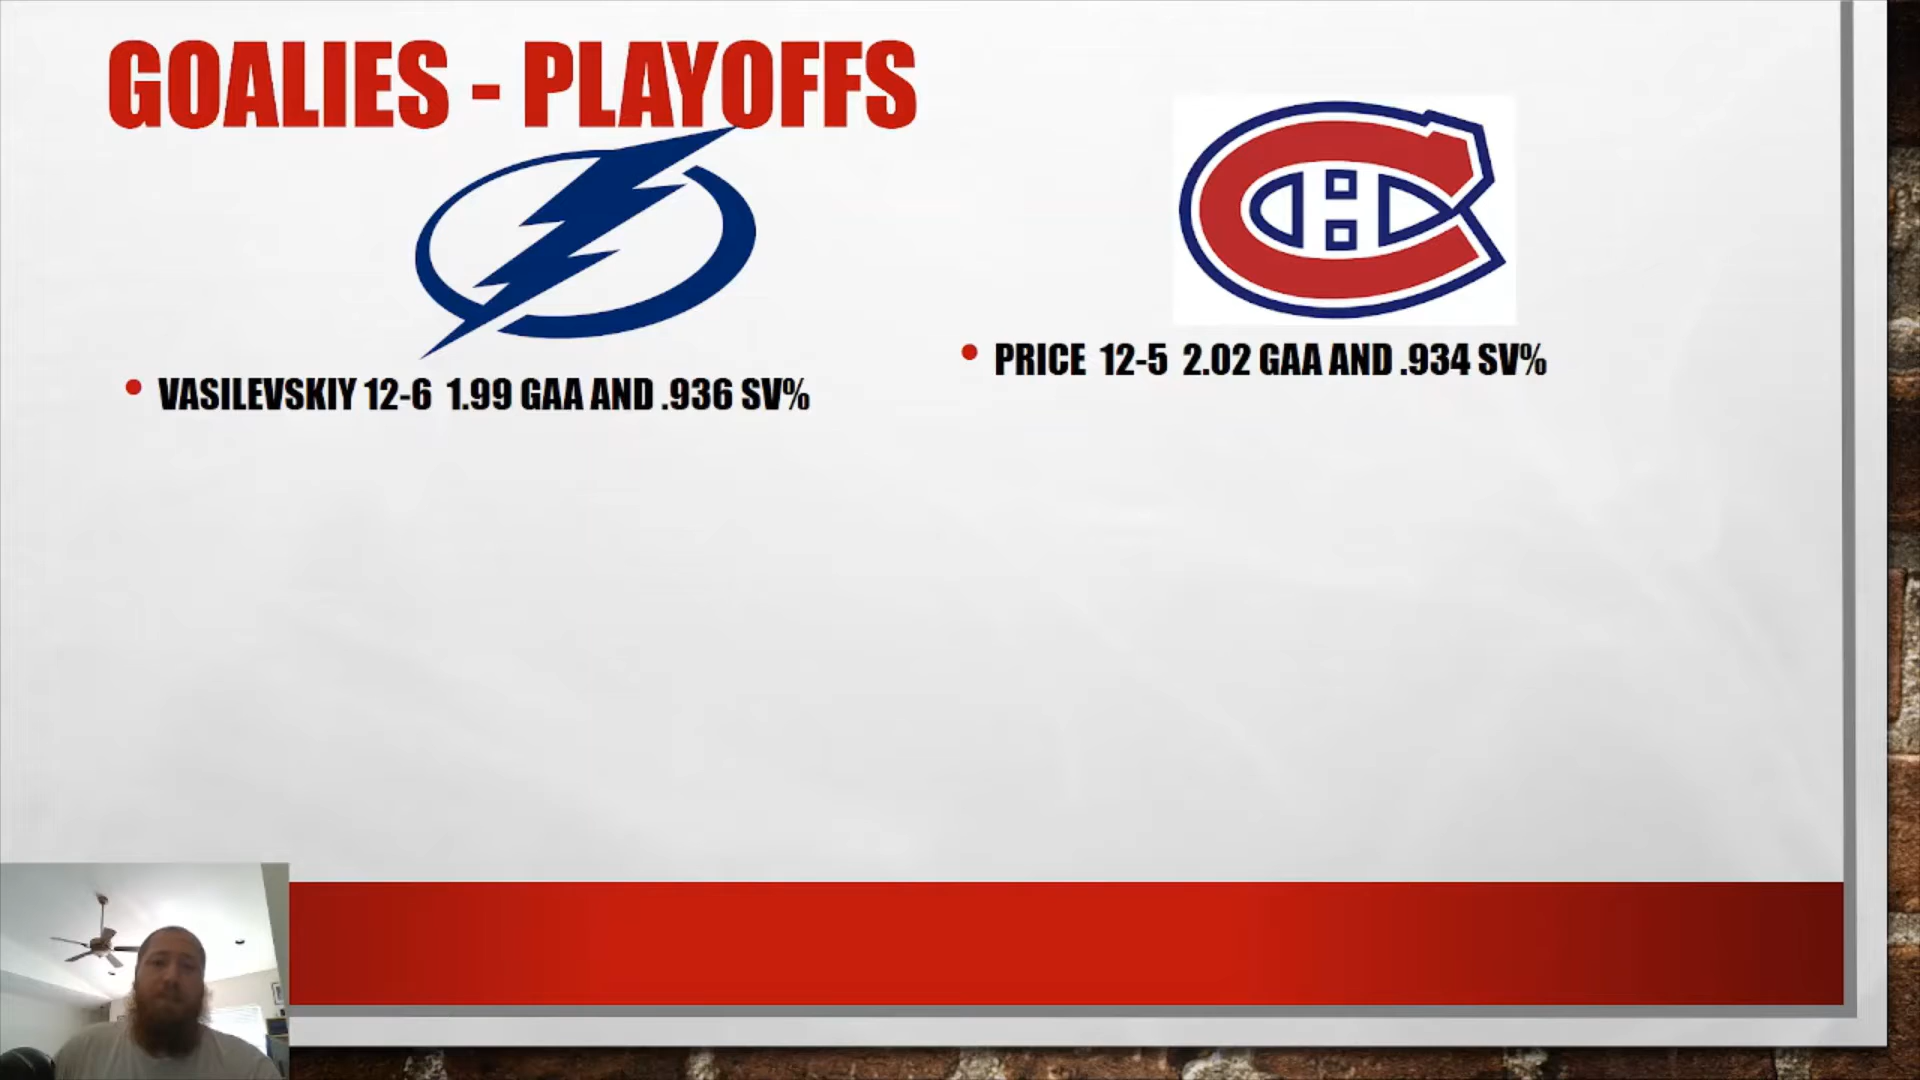 GOALIES - PLAYOFFS
VASILEVSKIY 12-6 1.99 GAA AND .936 SV%
PRICE 12-5 2.02 GAA AND .934 SV%